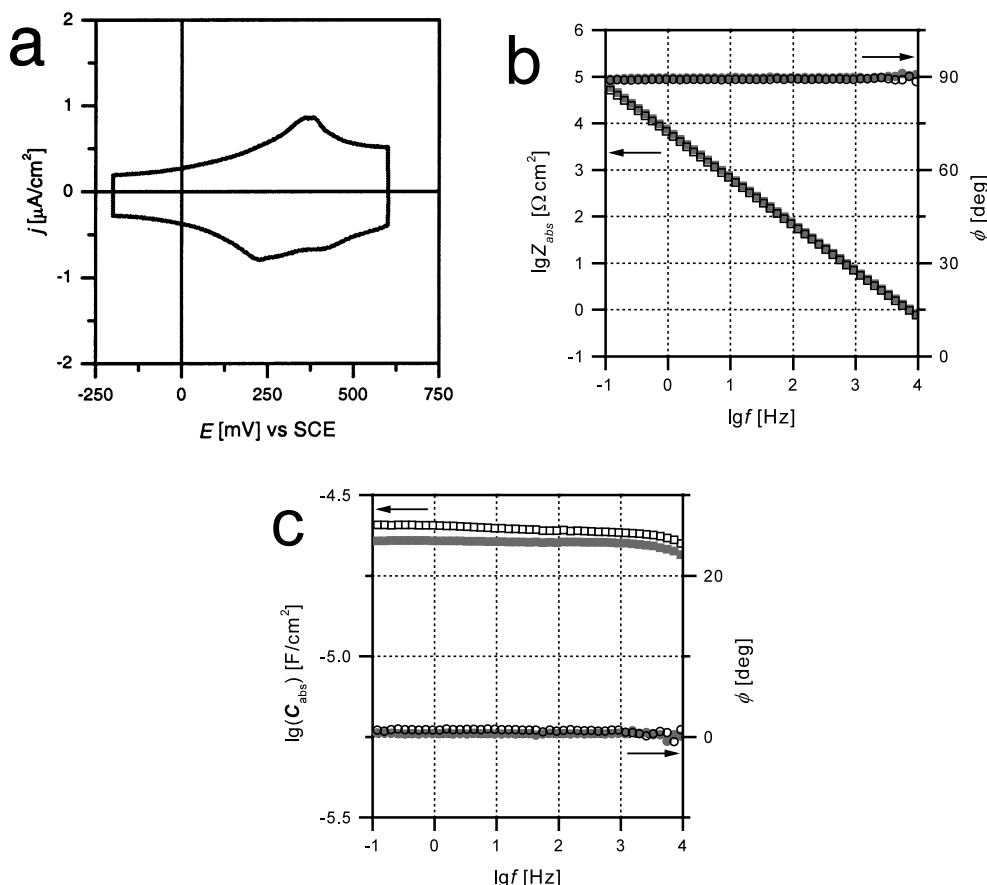 a
2
1
0
-1
-2
j [μA/cm²]
-250 0 250 500 750
E [mV] vs SCE
b
6
5
4
3
2
1
0
-1
lgZabs [Ω cm²]
90
60
30
0
ϕ [deg]
-1 0 1 2 3 4
lgf [Hz]
c
-4.5
-5.0
-5.5
lg(Cabs) [F/cm²]
20
0
ϕ [deg]
-1 0 1 2 3 4
lgf [Hz]